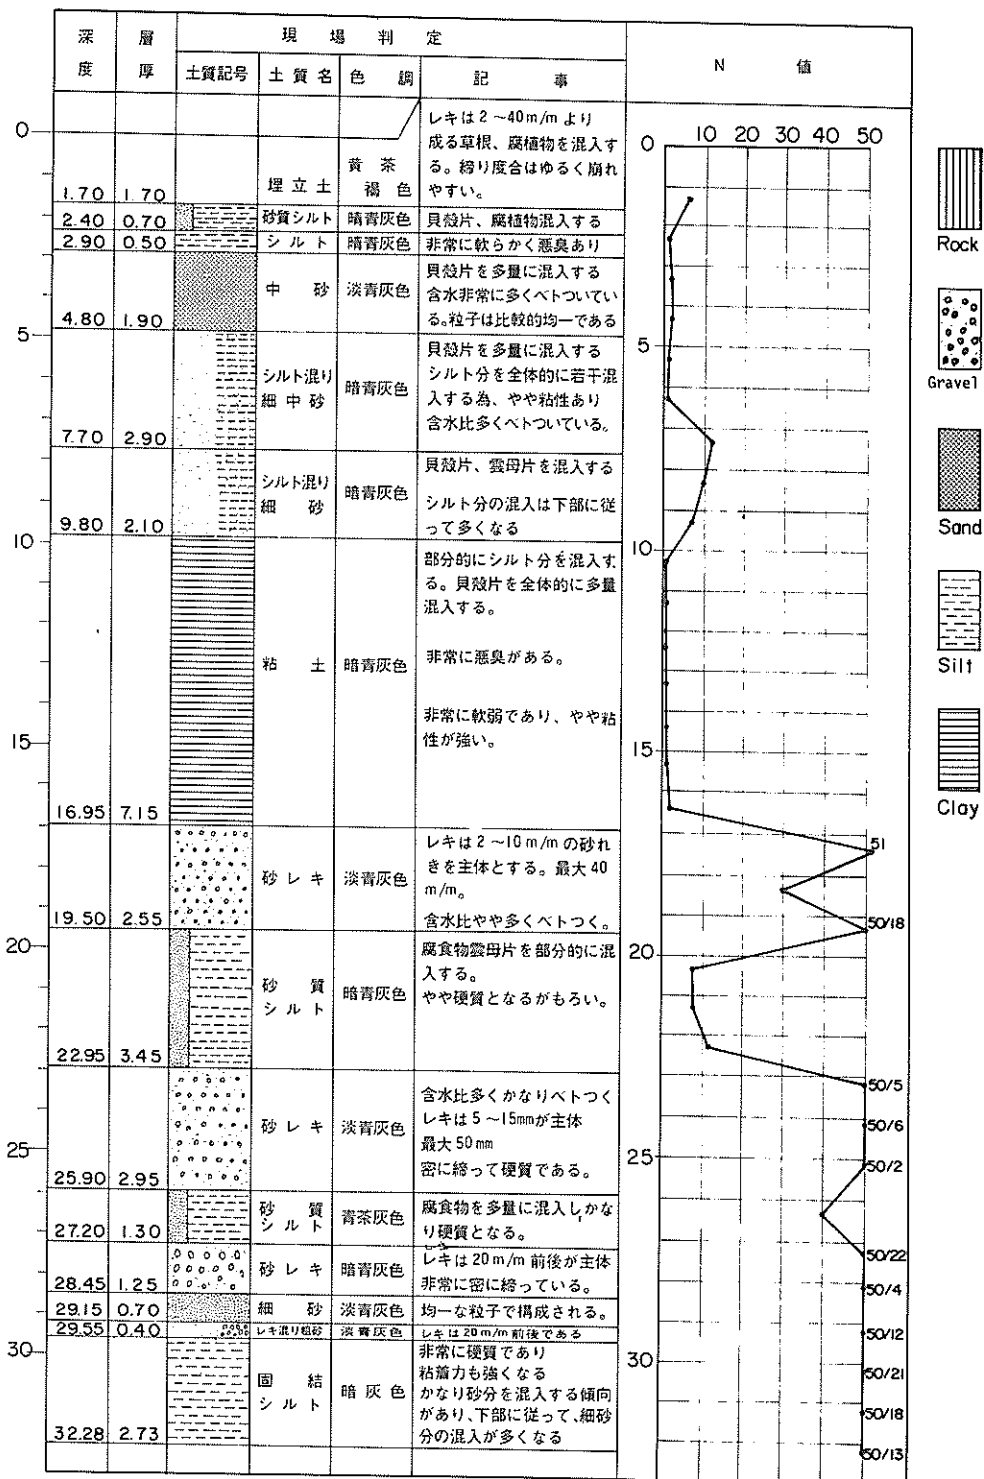 深度 層厚 現場判定 N値
土質記号 土質名 色調 記事
0
1.70 1.70 埋立土 黄茶褐色
レキは2～40m/mより
成る草根、腐植物を混入す
る。締り度合はゆるく崩れ
やすい。
2.40 0.70 砂質シルト 暗青灰色 貝殻片、腐植物混入する
2.90 0.50 シルト 暗青灰色 非常に軟らかく悪臭あり
4.80 1.90 中砂 淡青灰色
貝殻片を多量に混入する
含水非常に多くベトついてい
る。粒子は比較的均一である
5
7.70 2.90 シルト混り細中砂 暗青灰色
貝殻片を多量に混入する
シルト分を全体的に若干混
入する為、やや粘性あり
含水比多くベトついている。
9.80 2.10 シルト混り細砂 暗青灰色
貝殻片、雲母片を混入する
シルト分の混入は下部に従
って多くなる
10
16.95 7.15 粘土 暗青灰色
部分的にシルト分を混入す
る。貝殻片を全体的に多量
混入する。
非常に悪臭がある。
非常に軟弱であり、やや粘
性が強い。
15
19.50 2.55 砂レキ 淡青灰色
レキは2～10m/mの砂れ
きを主体とする。最大40
m/m。
含水比やや多くベトつく。
20
22.95 3.45 砂質シルト 暗青灰色
腐食物雲母片を部分的に混
入する。
やや硬質となるがもろい。
25
25.90 2.95 砂レキ 淡青灰色
含水比多くかなりベトつく
レキは5～15mmが主体
最大50mm
密に締って硬質である。
27.20 1.30 砂質シルト 青茶灰色
腐食物を多量に混入しかな
り硬質となる。
28.45 1.25 砂レキ 暗青灰色
レキは20m/m前後が主体
非常に密に締っている。
29.15 0.70 細砂 淡青灰色 均一な粒子で構成される。
29.55 0.40 レキ混り粗砂 淡青灰色 レキは20m/m前後である
30
32.28 2.73 固結シルト 暗灰色
非常に硬質であり
粘着力も強くなる
かなり砂分を混入する傾向
があり、下部に従って、細砂
分の混入が多くなる
0 10 20 30 40 50
5
10
15
51
50/18
20
50/5
50/6
25
50/2
50/22
50/4
50/12
30
50/21
50/18
50/13
Rock
Gravel
Sand
Silt
Clay